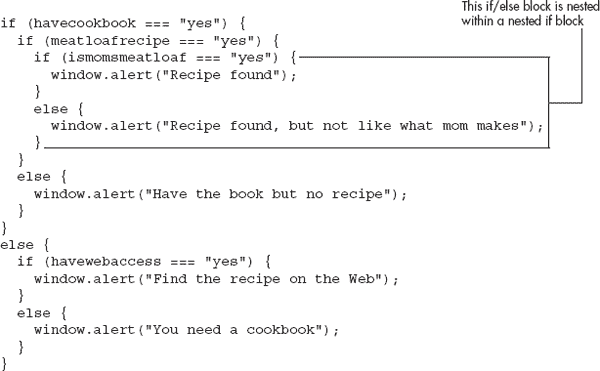 This if/else block is nested
within a nested if block
if (havecookbook === "yes") {
  if (meatloafrecipe === "yes") {
    if (ismomsmeatloaf === "yes") {
      window.alert("Recipe found");
    }
    else {
      window.alert("Recipe found, but not like what mom makes");
    }
  }
  else {
    window.alert("Have the book but no recipe");
  }
}
else {
  if (havewebaccess === "yes") {
    window.alert("Find the recipe on the Web");
  }
  else {
    window.alert("You need a cookbook");
  }
}